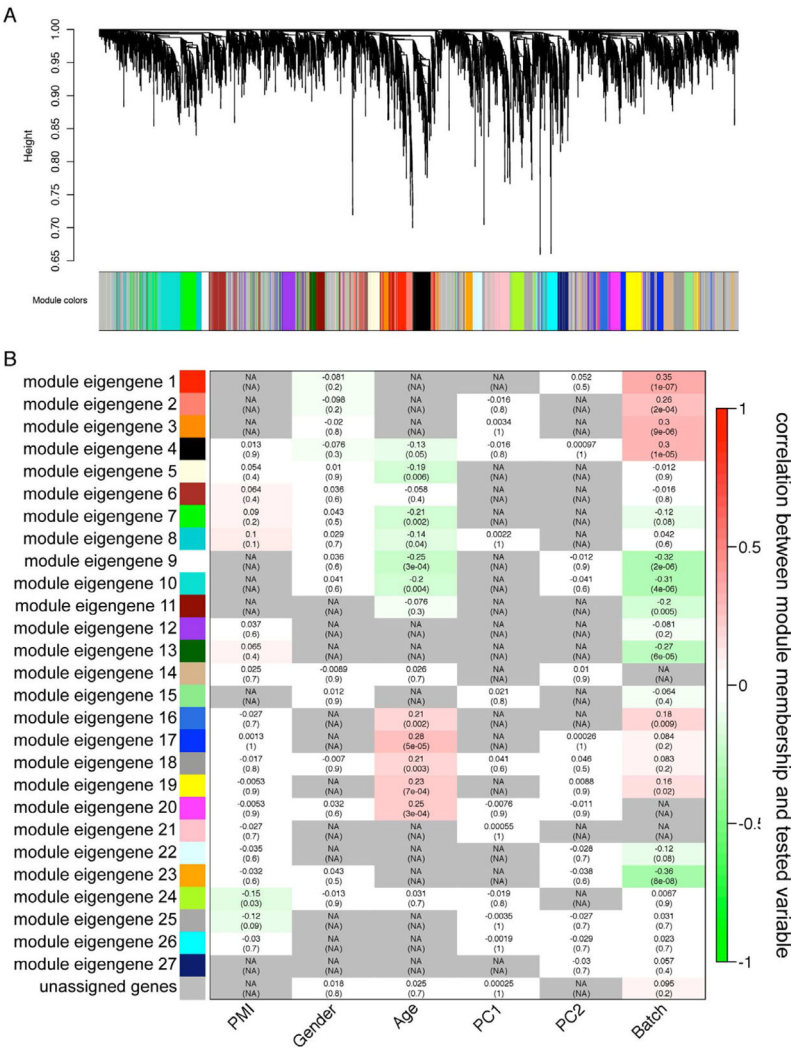 A
1.00
0.95
0.90
0.85
0.80
0.75
0.70
0.65
Height
Module colors
B
module eigengene 1 NA (NA) -0.081 (0.2) NA (NA) NA (NA) 0.052 (0.5) 0.35 (1e-07)
module eigengene 2 NA (NA) -0.098 (0.2) NA (NA) -0.016 (0.8) NA (NA) 0.26 (2e-04)
module eigengene 3 NA (NA) -0.02 (0.8) NA (NA) 0.0034 (1) NA (NA) 0.3 (9e-06)
module eigengene 4 0.013 (0.9) -0.076 (0.3) -0.13 (0.05) -0.016 (0.8) 0.00097 (1) 0.3 (1e-05)
module eigengene 5 0.054 (0.4) 0.01 (0.9) -0.19 (0.006) NA (NA) NA (NA) -0.012 (0.9)
module eigengene 6 0.064 (0.4) 0.036 (0.6) -0.058 (0.4) NA (NA) NA (NA) -0.016 (0.8)
module eigengene 7 0.09 (0.2) 0.043 (0.5) -0.21 (0.002) NA (NA) NA (NA) -0.12 (0.08)
module eigengene 8 0.1 (0.1) 0.029 (0.7) -0.14 (0.04) 0.0022 (1) NA (NA) 0.042 (0.6)
module eigengene 9 NA (NA) 0.036 (0.6) -0.25 (3e-04) NA (NA) -0.012 (0.9) -0.32 (2e-06)
module eigengene 10 NA (NA) 0.041 (0.6) -0.2 (0.004) NA (NA) -0.041 (0.6) -0.31 (4e-06)
module eigengene 11 NA (NA) NA (NA) -0.076 (0.3) NA (NA) NA (NA) -0.2 (0.005)
module eigengene 12 0.037 (0.6) NA (NA) NA (NA) NA (NA) NA (NA) -0.081 (0.2)
module eigengene 13 0.065 (0.4) NA (NA) NA (NA) NA (NA) NA (NA) -0.27 (6e-05)
module eigengene 14 0.025 (0.7) -0.0089 (0.9) 0.026 (0.7) NA (NA) 0.01 (0.9) NA (NA)
module eigengene 15 NA (NA) 0.012 (0.9) NA (NA) 0.021 (0.8) NA (NA) -0.064 (0.4)
module eigengene 16 -0.027 (0.7) NA (NA) 0.21 (0.002) NA (NA) NA (NA) 0.18 (0.009)
module eigengene 17 0.0013 (1) NA (NA) 0.28 (5e-05) NA (NA) 0.00026 (1) 0.084 (0.2)
module eigengene 18 -0.017 (0.8) -0.007 (0.9) 0.21 (0.003) 0.041 (0.6) 0.046 (0.5) 0.083 (0.2)
module eigengene 19 -0.0053 (0.9) NA (NA) 0.23 (7e-04) NA (NA) 0.0088 (0.9) 0.16 (0.02)
module eigengene 20 -0.0053 (0.9) 0.032 (0.6) 0.25 (3e-04) -0.0076 (0.9) -0.011 (0.9) NA (NA)
module eigengene 21 -0.027 (0.7) NA (NA) NA (NA) 0.00055 (1) NA (NA) NA (NA)
module eigengene 22 -0.035 (0.6) NA (NA) NA (NA) NA (NA) -0.028 (0.7) -0.12 (0.08)
module eigengene 23 -0.032 (0.6) 0.043 (0.5) NA (NA) NA (NA) -0.038 (0.6) -0.36 (8e-08)
module eigengene 24 -0.15 (0.03) -0.013 (0.9) 0.031 (0.7) -0.019 (0.8) NA (NA) 0.0067 (0.9)
module eigengene 25 -0.12 (0.09) NA (NA) NA (NA) -0.0035 (1) -0.027 (0.7) 0.031 (0.7)
module eigengene 26 -0.03 (0.7) NA (NA) NA (NA) -0.0019 (1) -0.029 (0.7) 0.023 (0.7)
module eigengene 27 NA (NA) NA (NA) NA (NA) NA (NA) -0.03 (0.7) 0.057 (0.4)
unassigned genes NA (NA) 0.018 (0.8) 0.025 (0.7) 0.00025 (1) NA (NA) 0.095 (0.2)
PMI Gender Age PC1 PC2 Batch
1
0.5
0
-0.5
-1
correlation between module membership and tested variable